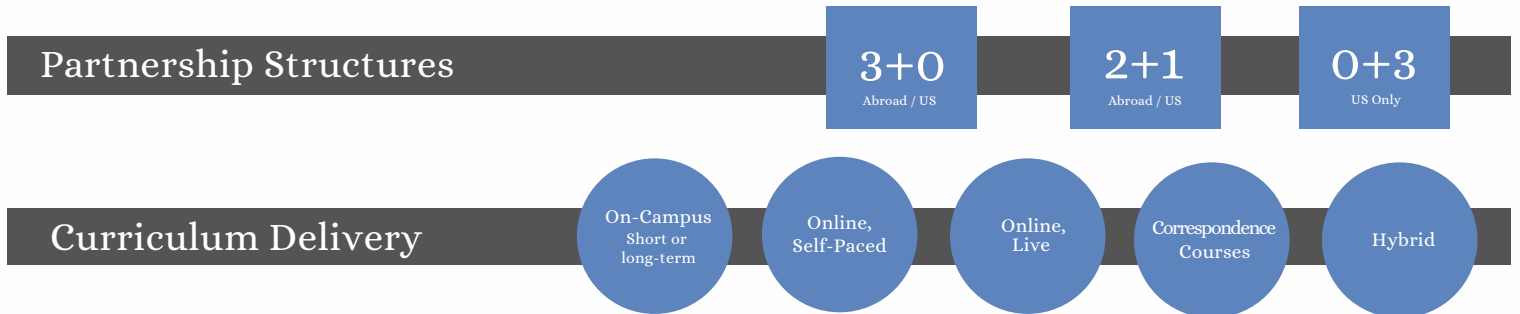 Partnership Structures
3+0
Abroad / US
2+1
Abroad / US
0+3
US Only
Curriculum Delivery
On-Campus
Short or
long-term
Online,
Self-Paced
Online,
Live
Correspondence
Courses
Hybrid